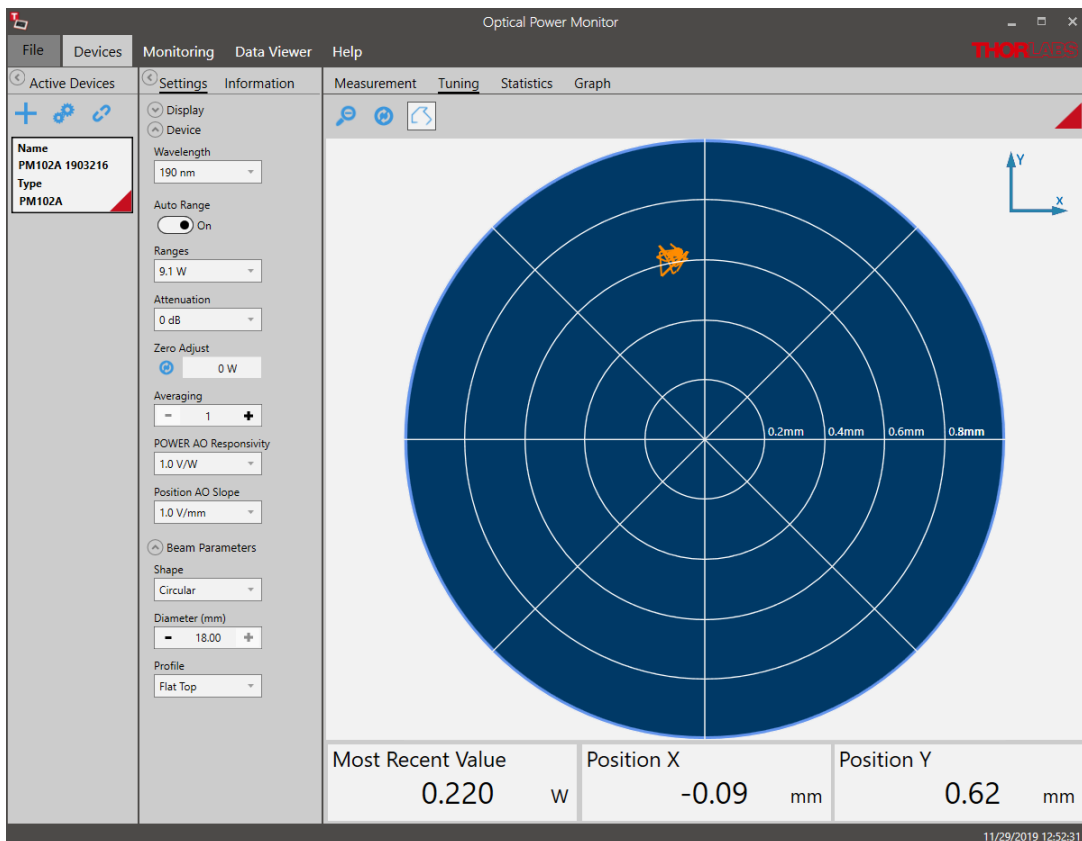 Optical Power Monitor
File Devices Monitoring Data Viewer Help
THORLABS
Active Devices
Name
PM102A 1903216
Type
PM102A
Settings Information
Display
Device
Wavelength
190 nm
Auto Range
On
Ranges
9.1 W
Attenuation
0 dB
Zero Adjust
0 W
Averaging
1
POWER AO Responsivity
1.0 V/W
Position AO Slope
1.0 V/mm
Beam Parameters
Shape
Circular
Diameter (mm)
18.00
Profile
Flat Top
Measurement Tuning Statistics Graph
Y
X
0.2mm 0.4mm 0.6mm 0.8mm
Most Recent Value
0.220 W
Position X
-0.09 mm
Position Y
0.62 mm
11/29/2019 12:52:31